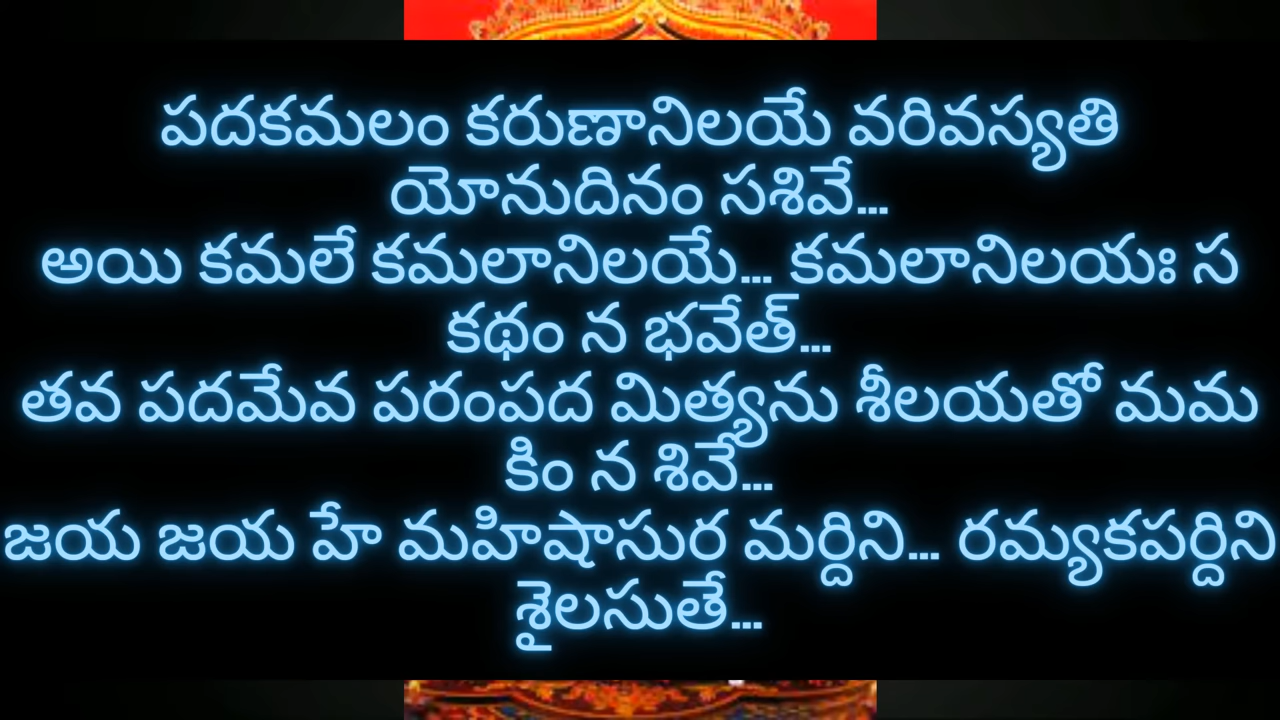 పదకమలం కరుణానిలయే వరివస్యతి
యోనుదినం సశివే...
అయి కమలే కమలానిలయే... కమలానిలయః స
కథం న భవేత్...
తవ పదమేవ పరంపద మిత్యను శీలయతో మమ
కిం న శివే...
జయ జయ హే మహిషాసుర మర్దిని... రమ్యకపర్దిని
శైలసుతే...